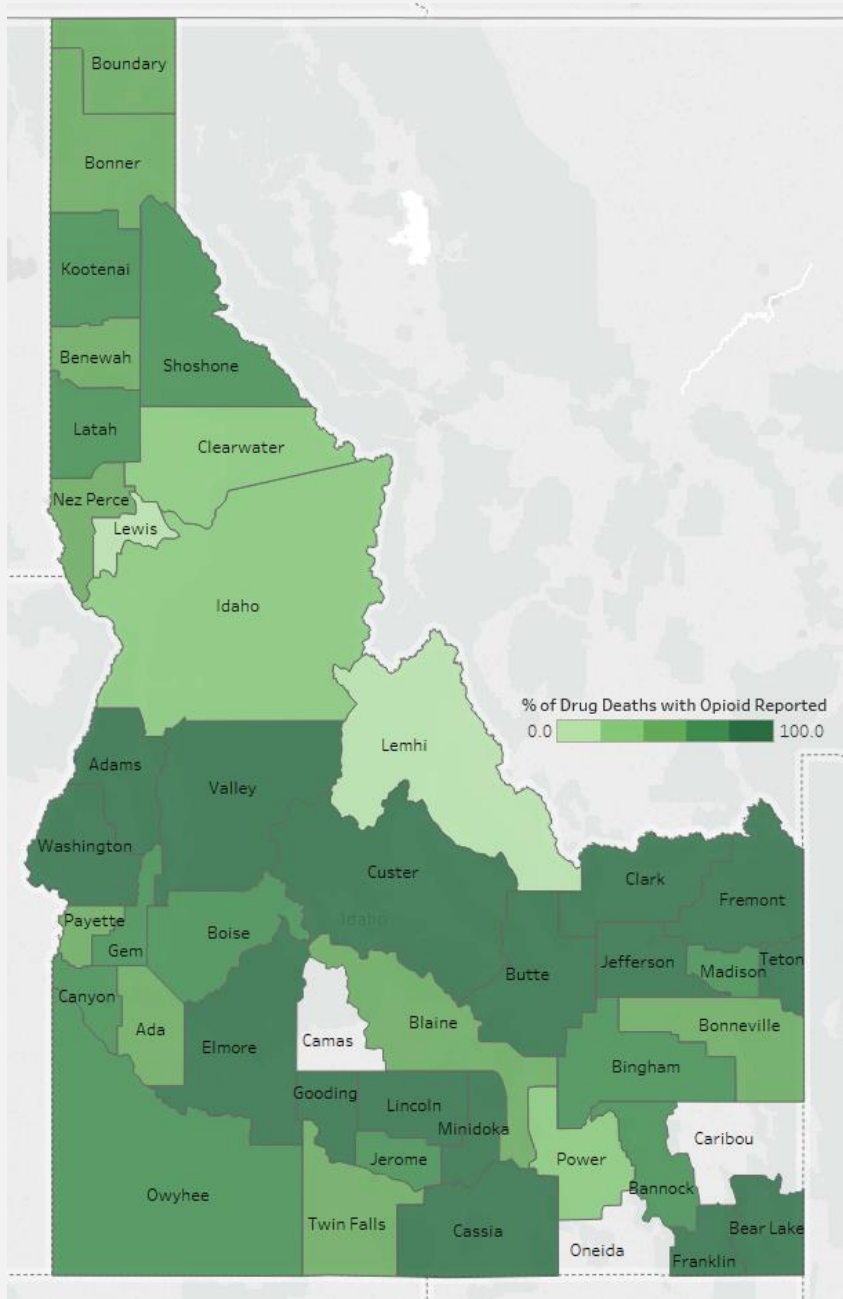 Boundary
Bonner
Kootenai
Benewah
Shoshone
Latah
Clearwater
Nez Perce
Lewis
Idaho
% of Drug Deaths with Opioid Reported
0.0 100.0
Lemhi
Adams
Valley
Washington
Custer
Clark
Fremont
Idaho
Payette
Boise
Gem
Butte
Jefferson
Madison
Teton
Canyon
Ada
Blaine
Bonneville
Elmore
Camas
Bingham
Gooding
Lincoln
Minidoka
Caribou
Jerome
Power
Bannock
Owyhee
Twin Falls
Cassia
Bear Lake
Oneida
Franklin